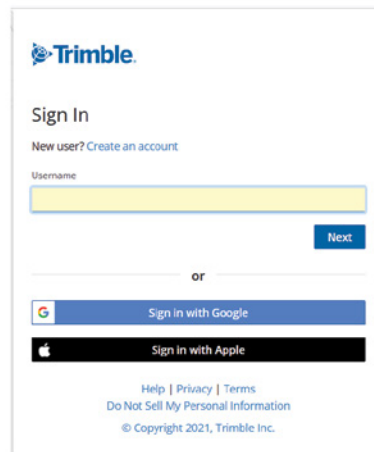 Trimble.
Sign In
New user? Create an account
Username
Next
or
G Sign in with Google
Sign in with Apple
Help | Privacy | Terms
Do Not Sell My Personal Information
© Copyright 2021, Trimble Inc.